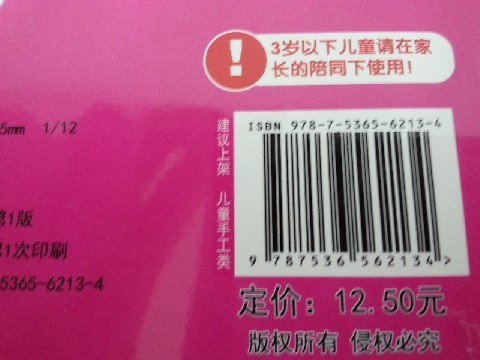 3岁以下儿童请在家
长的陪同下使用!
5mm 1/12
建议上架 儿童手工类
ISBN 978-7-5365-6213-4
第1版
第1次印刷
5365-6213-4
9 787536 562134 >
定价: 12.50元
版权所有 侵权必究